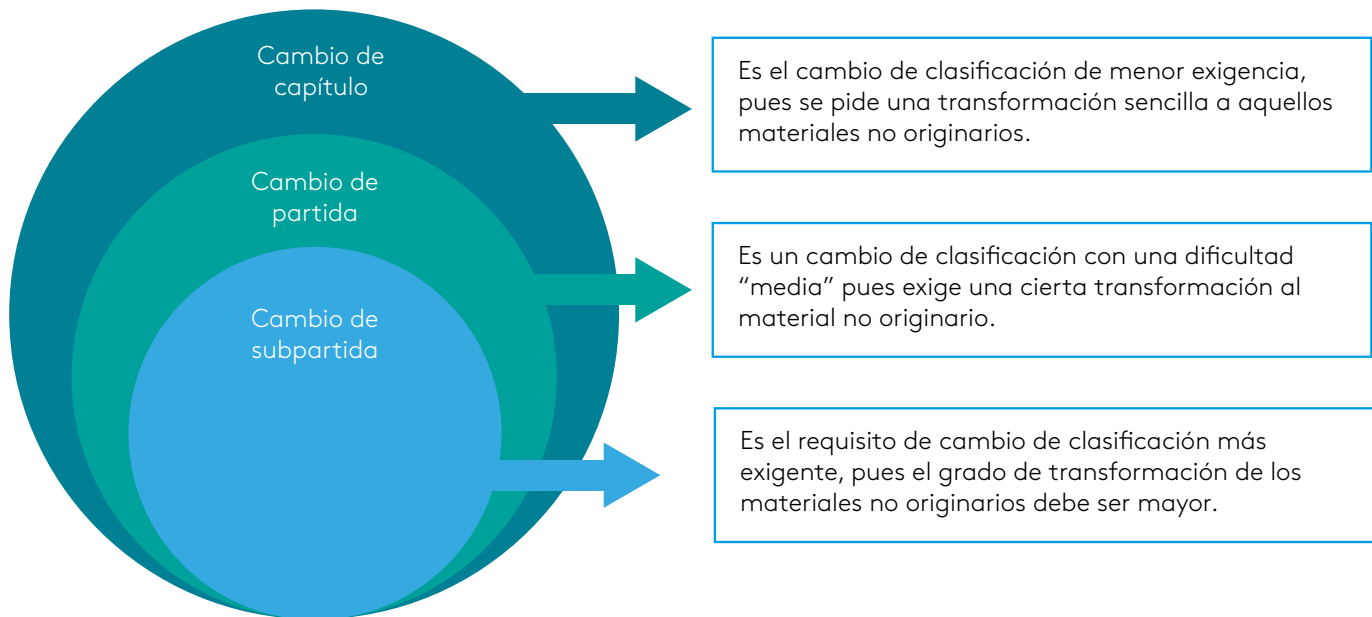 Cambio de
capítulo
Es el cambio de clasificación de menor exigencia,
pues se pide una transformación sencilla a aquellos
materiales no originarios.
Cambio de
partida
Es un cambio de clasificación con una dificultad
“media” pues exige una cierta transformación al
material no originario.
Cambio de
subpartida
Es el requisito de cambio de clasificación más
exigente, pues el grado de transformación de los
materiales no originarios debe ser mayor.